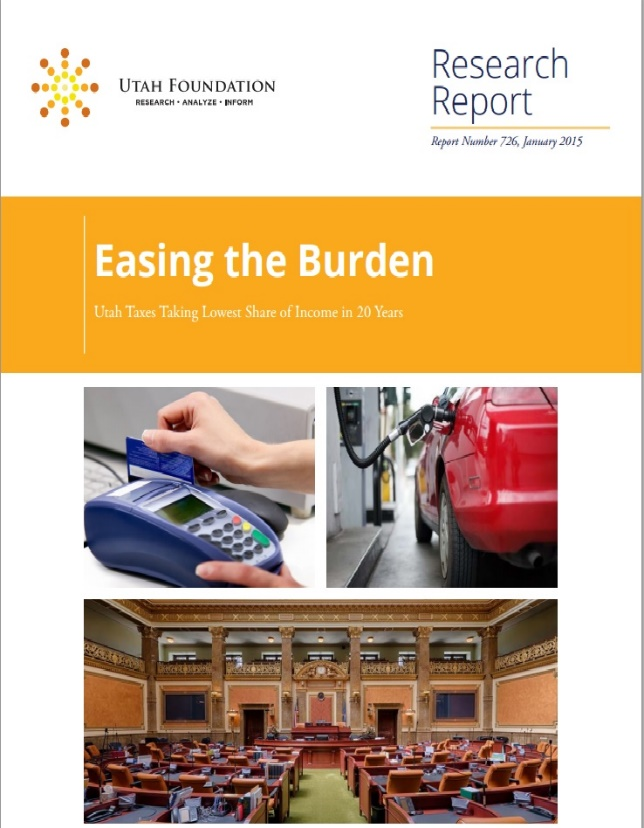 UTAH FOUNDATION
RESEARCH • ANALYZE • INFORM
Research
Report
Report Number 726, January 2015
Easing the Burden
Utah Taxes Taking Lowest Share of Income in 20 Years